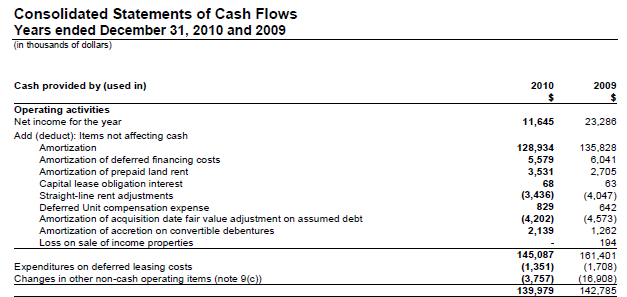 Consolidated Statements of Cash Flows
Years ended December 31, 2010 and 2009
(in thousands of dollars)
Cash provided by (used in) 2010 2009
$ $
Operating activities
Net income for the year 11,645 23,286
Add (deduct): Items not affecting cash
Amortization 128,934 135,828
Amortization of deferred financing costs 5,579 6,041
Amortization of prepaid land rent 3,531 2,705
Capital lease obligation interest 68 63
Straight-line rent adjustments (3,436) (4,047)
Deferred Unit compensation expense 829 642
Amortization of acquisition date fair value adjustment on assumed debt (4,202) (4,573)
Amortization of accretion on convertible debentures 2,139 1,262
Loss on sale of income properties - 194
145,087 161,401
Expenditures on deferred leasing costs (1,351) (1,708)
Changes in other non-cash operating items (note 9(c)) (3,757) (16,908)
139,979 142,785